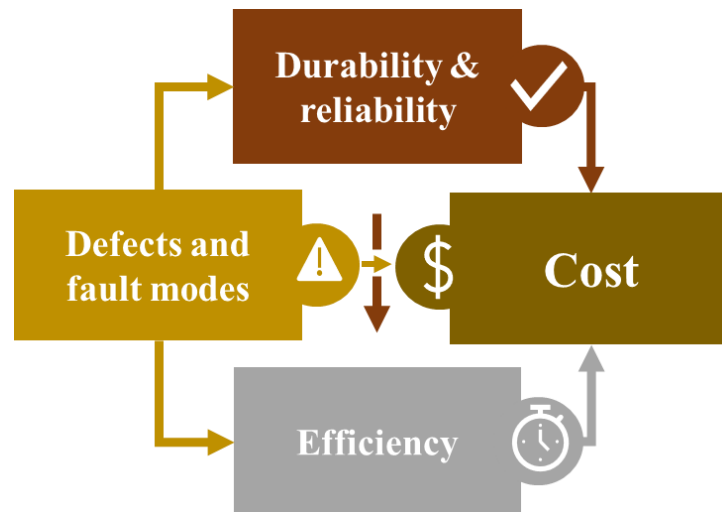 Durability &
reliability
Defects and
fault modes
$
Cost
Efficiency